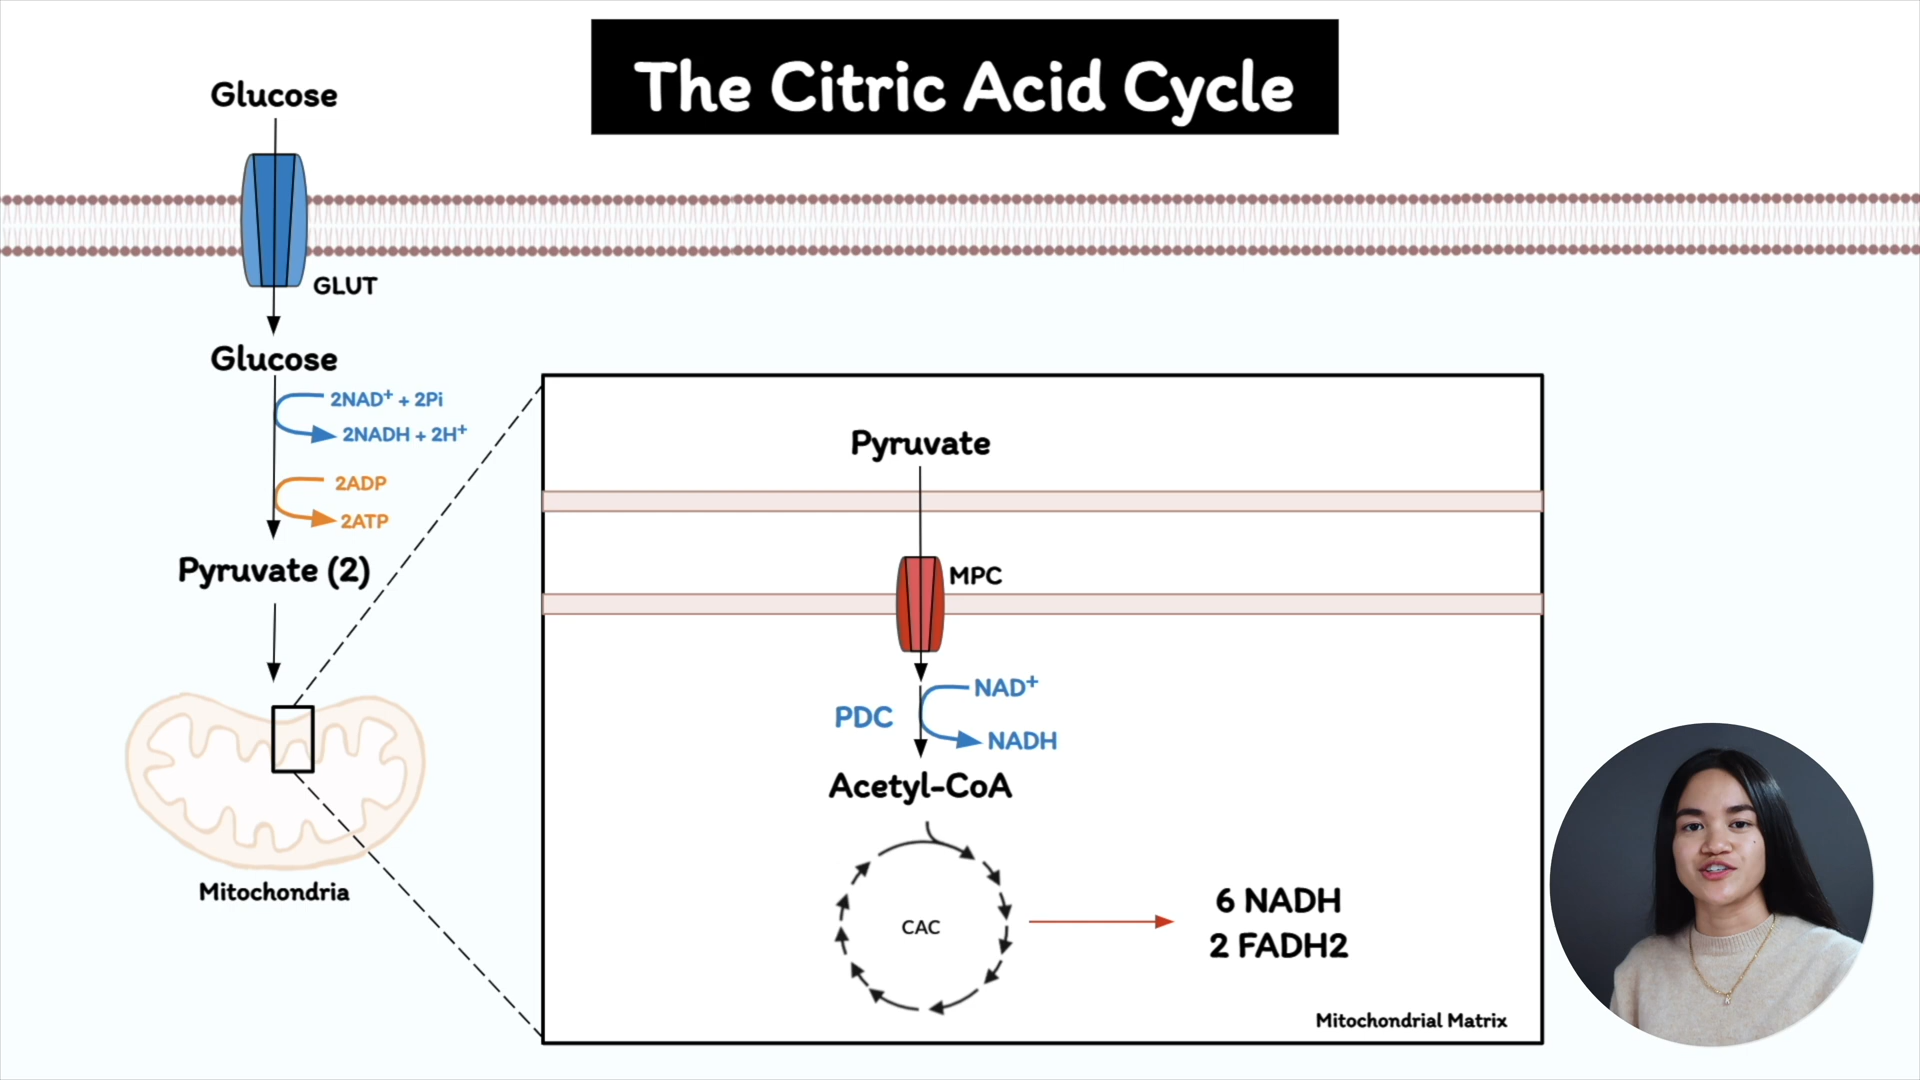 The Citric Acid Cycle
Glucose
GLUT
Glucose
2NAD⁺ + 2Pi
2NADH + 2H⁺
2ADP
2ATP
Pyruvate (2)
Mitochondria
Pyruvate
MPC
NAD⁺
PDC
NADH
Acetyl-CoA
CAC
6 NADH
2 FADH2
Mitochondrial Matrix